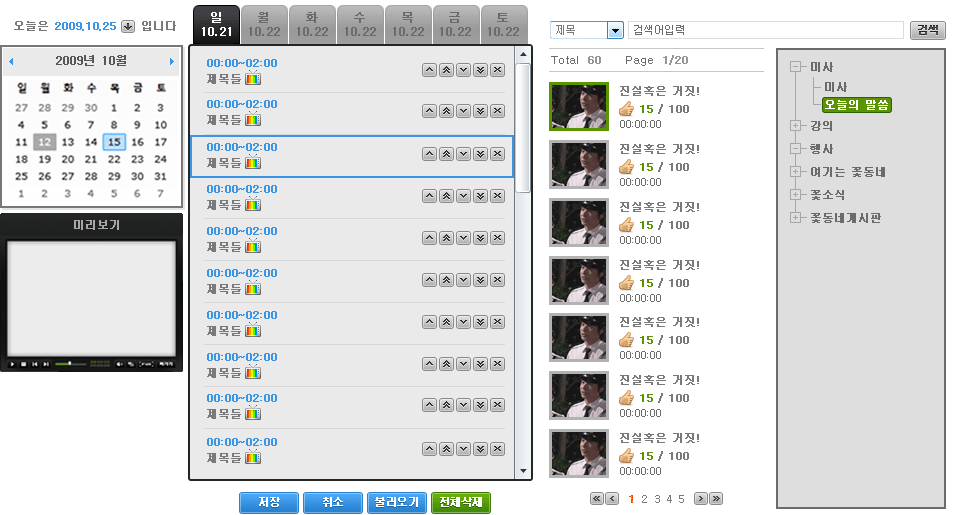 오늘은 2009.10.25 입니다
2009년 10월
일 월 화 수 목 금 토
27 28 29 30 1 2 3
4 5 6 7 8 9 10
11 12 13 14 15 16 17
18 19 20 21 22 23 24
25 26 27 28 29 30 31
1 2 3 4 5 6 7
미리보기
일 월 화 수 목 금 토
10.21 10.22 10.22 10.22 10.22 10.22 10.22
00:00~02:00
제목들
00:00~02:00
제목들
00:00~02:00
제목들
00:00~02:00
제목들
00:00~02:00
제목들
00:00~02:00
제목들
00:00~02:00
제목들
00:00~02:00
제목들
00:00~02:00
제목들
00:00~02:00
제목들
저장 취소 불러오기 전체삭제
제목 검색어입력 검색
Total 60 Page 1/20
진실혹은 거짓!
15 / 100
00:00:00
진실혹은 거짓!
15 / 100
00:00:00
진실혹은 거짓!
15 / 100
00:00:00
진실혹은 거짓!
15 / 100
00:00:00
진실혹은 거짓!
15 / 100
00:00:00
진실혹은 거짓!
15 / 100
00:00:00
진실혹은 거짓!
15 / 100
00:00:00
1 2 3 4 5
미사
미사
오늘의 말씀
강의
행사
여기는 꽃동네
꽃소식
꽃동네게시판